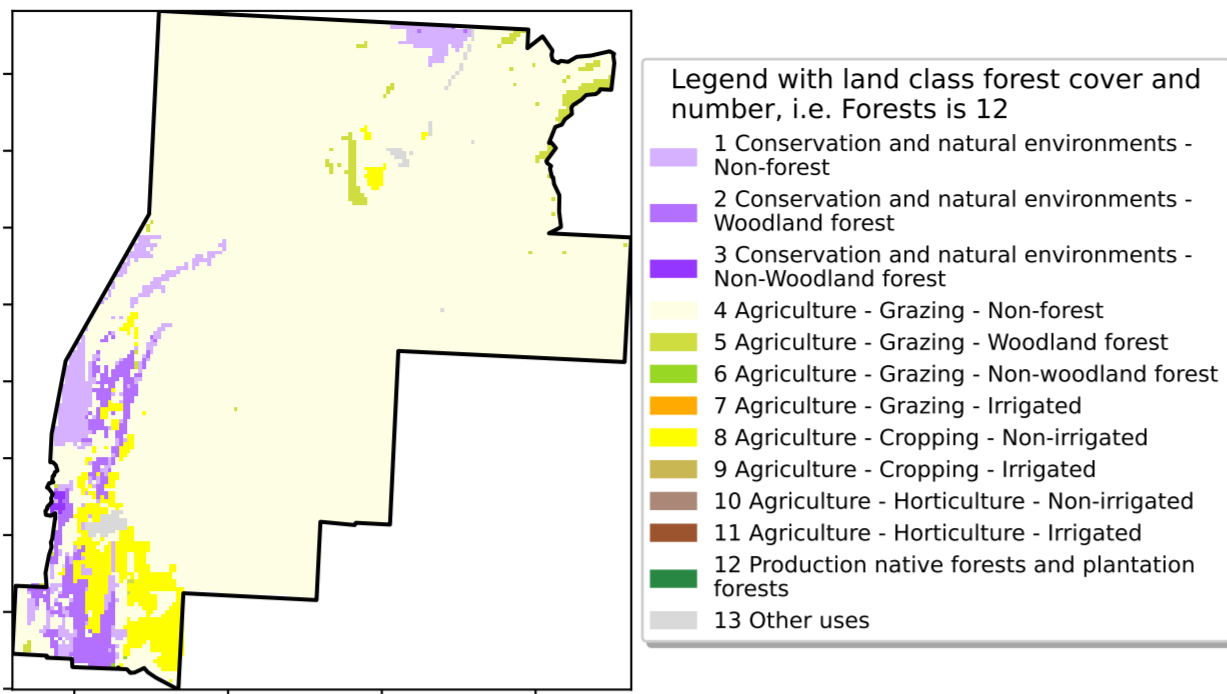 Legend with land class forest cover and
number, i.e. Forests is 12
1 Conservation and natural environments -
Non-forest
2 Conservation and natural environments -
Woodland forest
3 Conservation and natural environments -
Non-Woodland forest
4 Agriculture - Grazing - Non-forest
5 Agriculture - Grazing - Woodland forest
6 Agriculture - Grazing - Non-woodland forest
7 Agriculture - Grazing - Irrigated
8 Agriculture - Cropping - Non-irrigated
9 Agriculture - Cropping - Irrigated
10 Agriculture - Horticulture - Non-irrigated
11 Agriculture - Horticulture - Irrigated
12 Production native forests and plantation
forests
13 Other uses